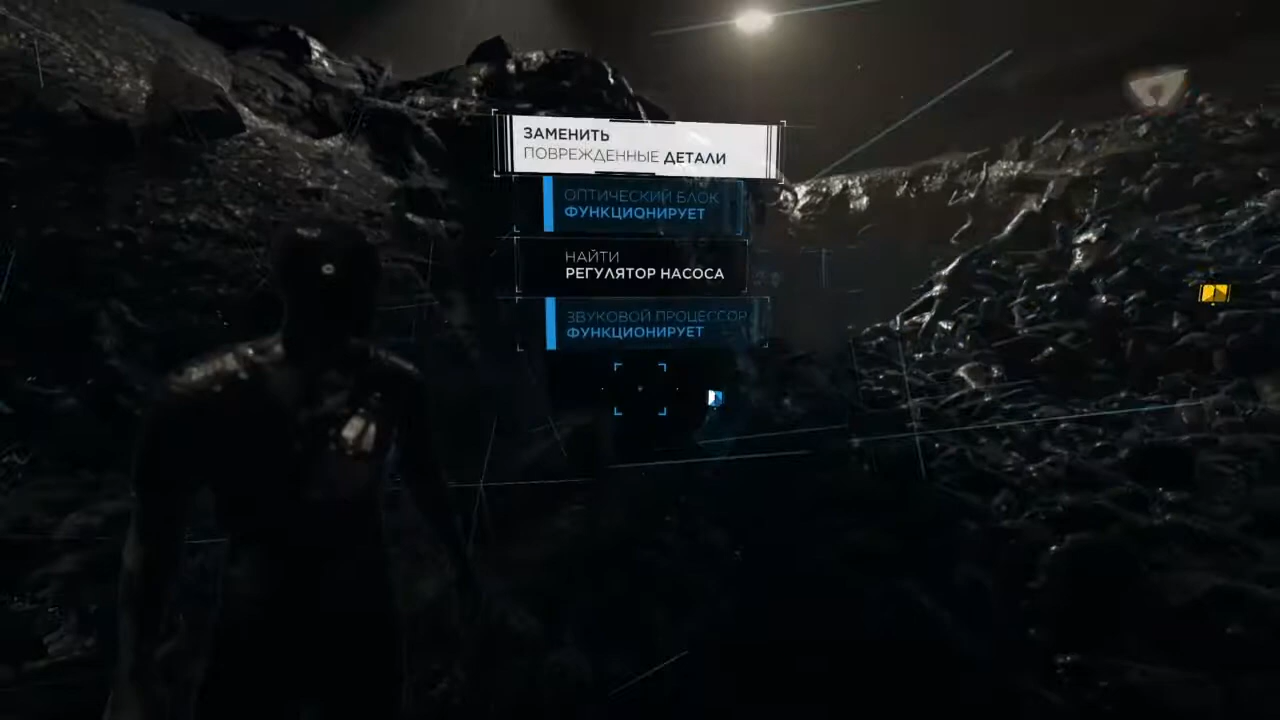 ЗАМЕНИТЬ
ПОВРЕЖДЕННЫЕ ДЕТАЛИ
ОПТИЧЕСКИЙ БЛОК
ФУНКЦИОНИРУЕТ
НАЙТИ
РЕГУЛЯТОР НАСОСА
ЗВУКОВОЙ ПРОЦЕССОР
ФУНКЦИОНИРУЕТ